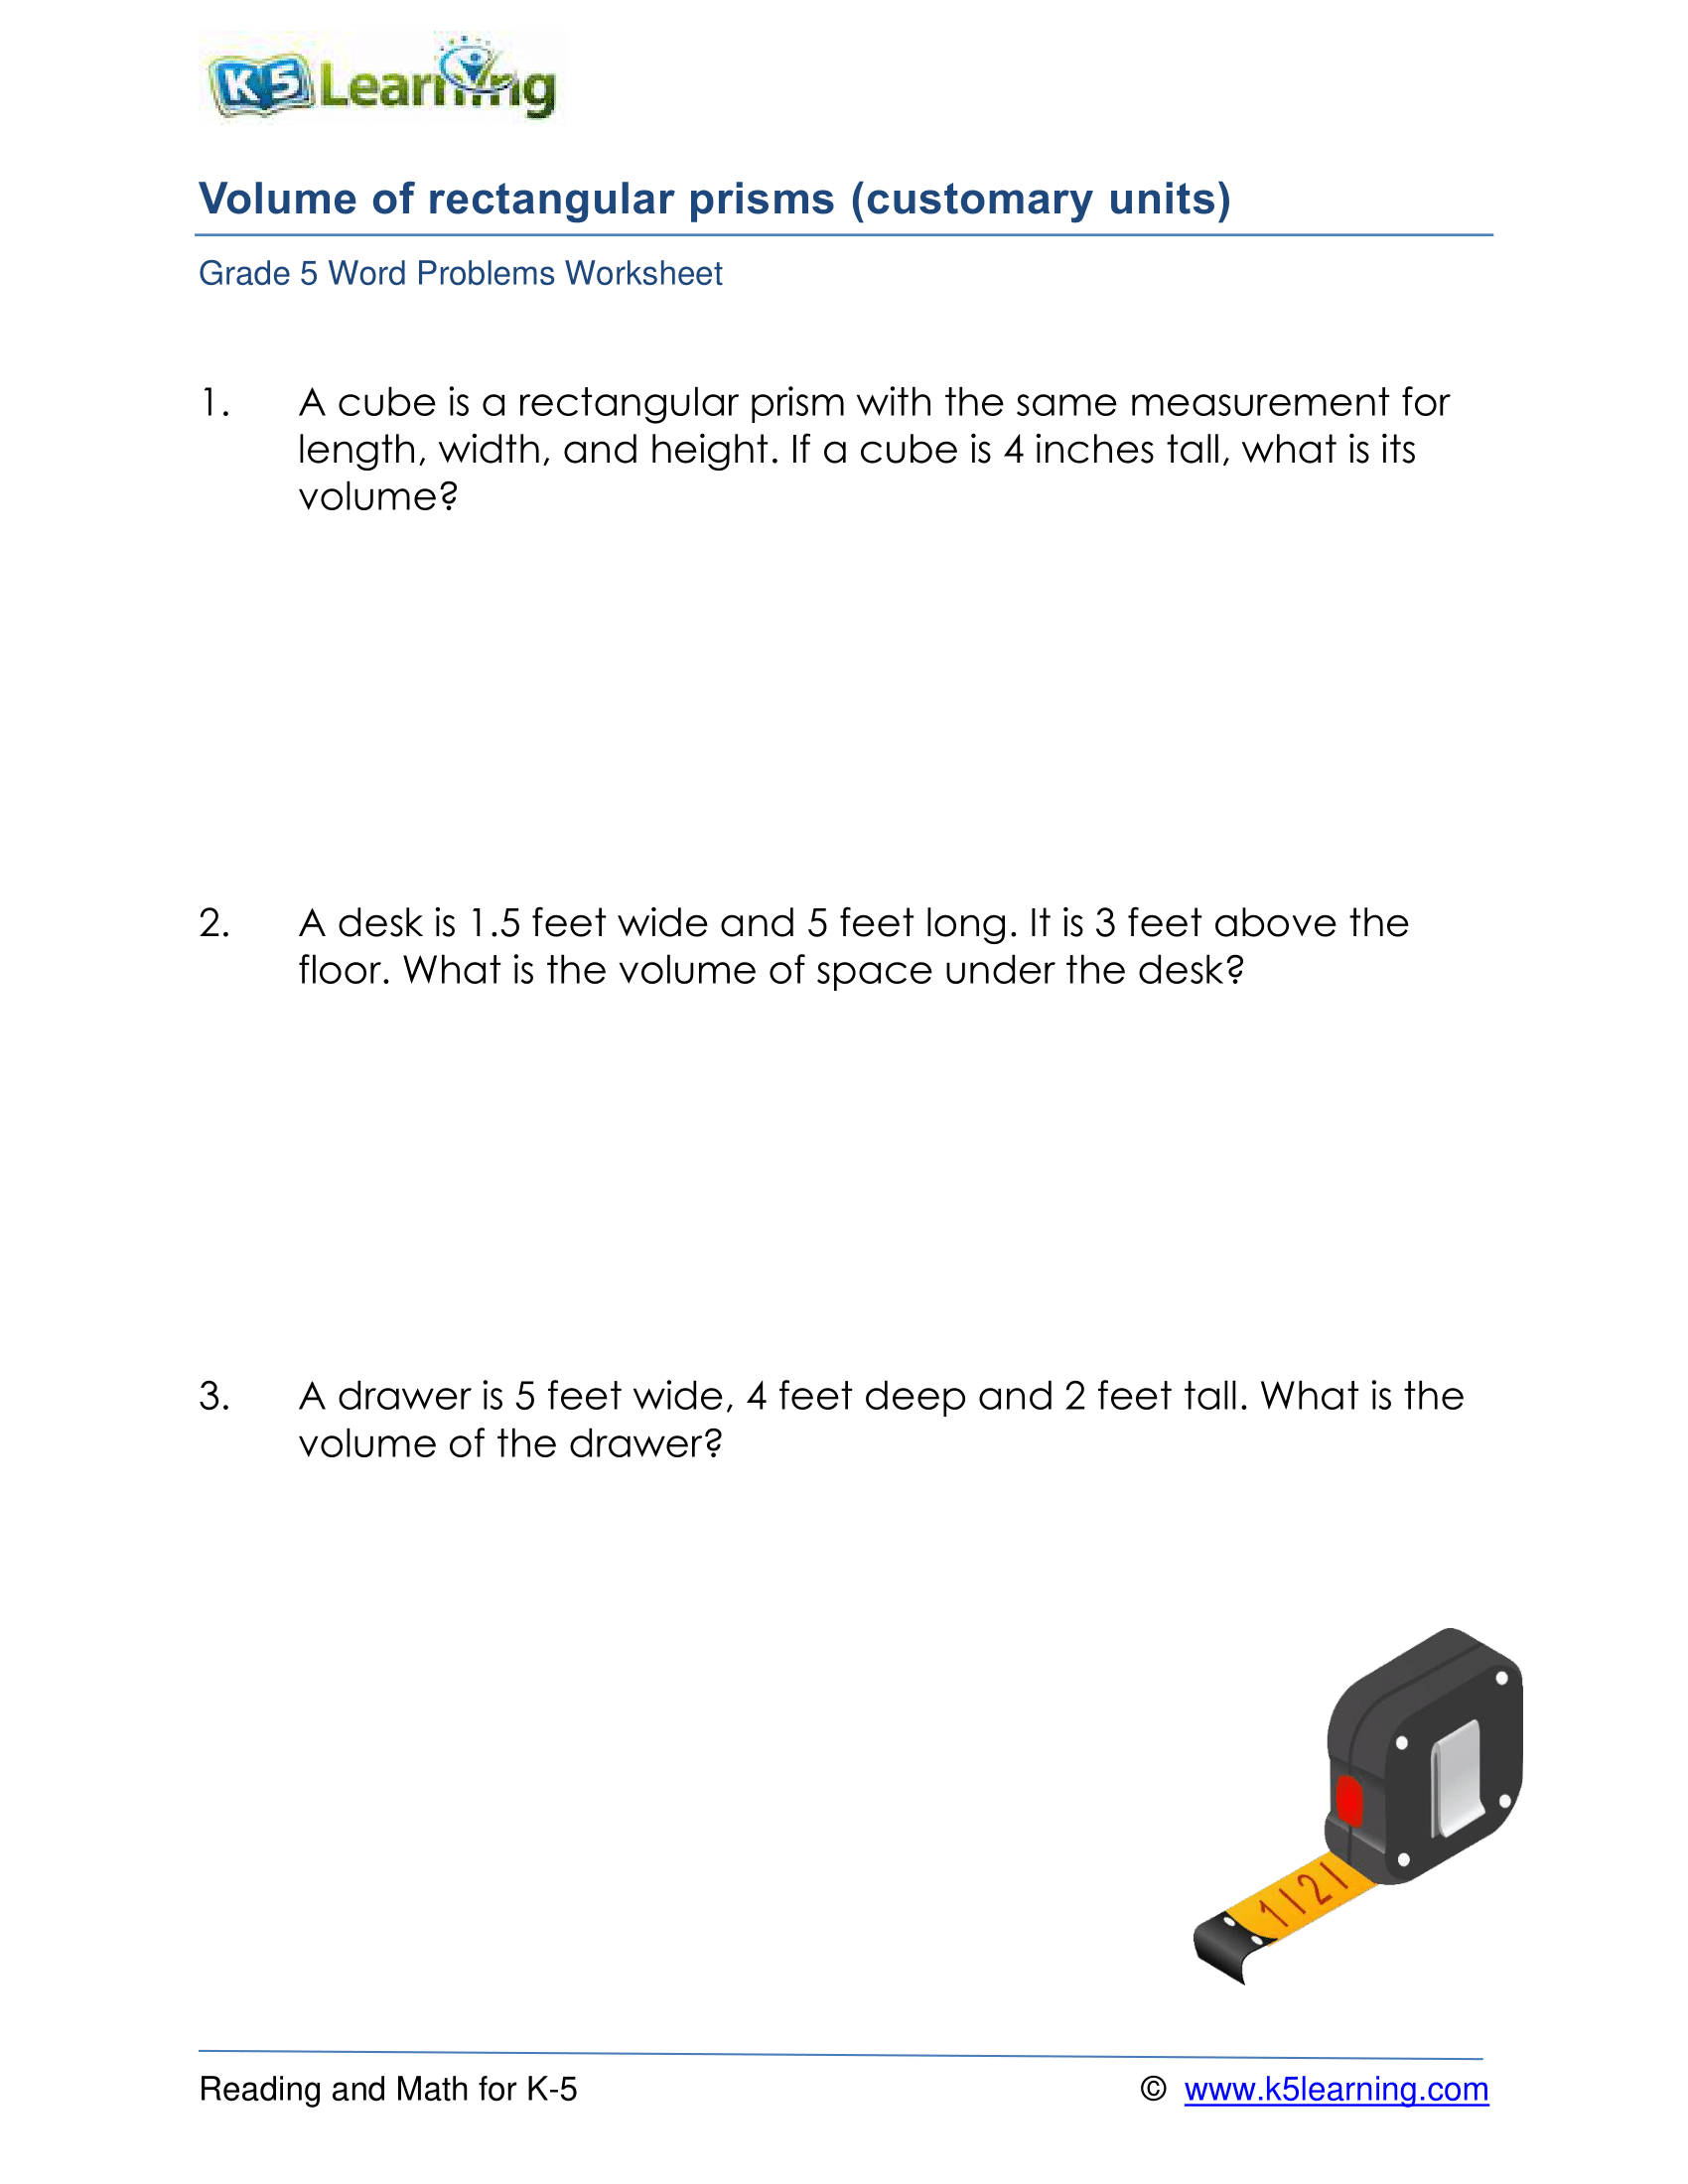 K5 Learning
Volume of rectangular prisms (customary units)
Grade 5 Word Problems Worksheet
1. A cube is a rectangular prism with the same measurement for
length, width, and height. If a cube is 4 inches tall, what is its
volume?
2. A desk is 1.5 feet wide and 5 feet long. It is 3 feet above the
floor. What is the volume of space under the desk?
3. A drawer is 5 feet wide, 4 feet deep and 2 feet tall. What is the
volume of the drawer?
1 | 2 |
Reading and Math for K-5 © www.k5learning.com